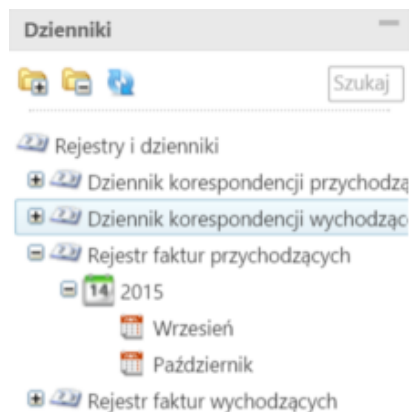 Dzienniki
Szukaj
Rejestry i dzienniki
Dziennik korespondencji przychodzą
Dziennik korespondencji wychodząc
Rejestr faktur przychodzących
14 2015
Wrzesień
Październik
Rejestr faktur wychodzących